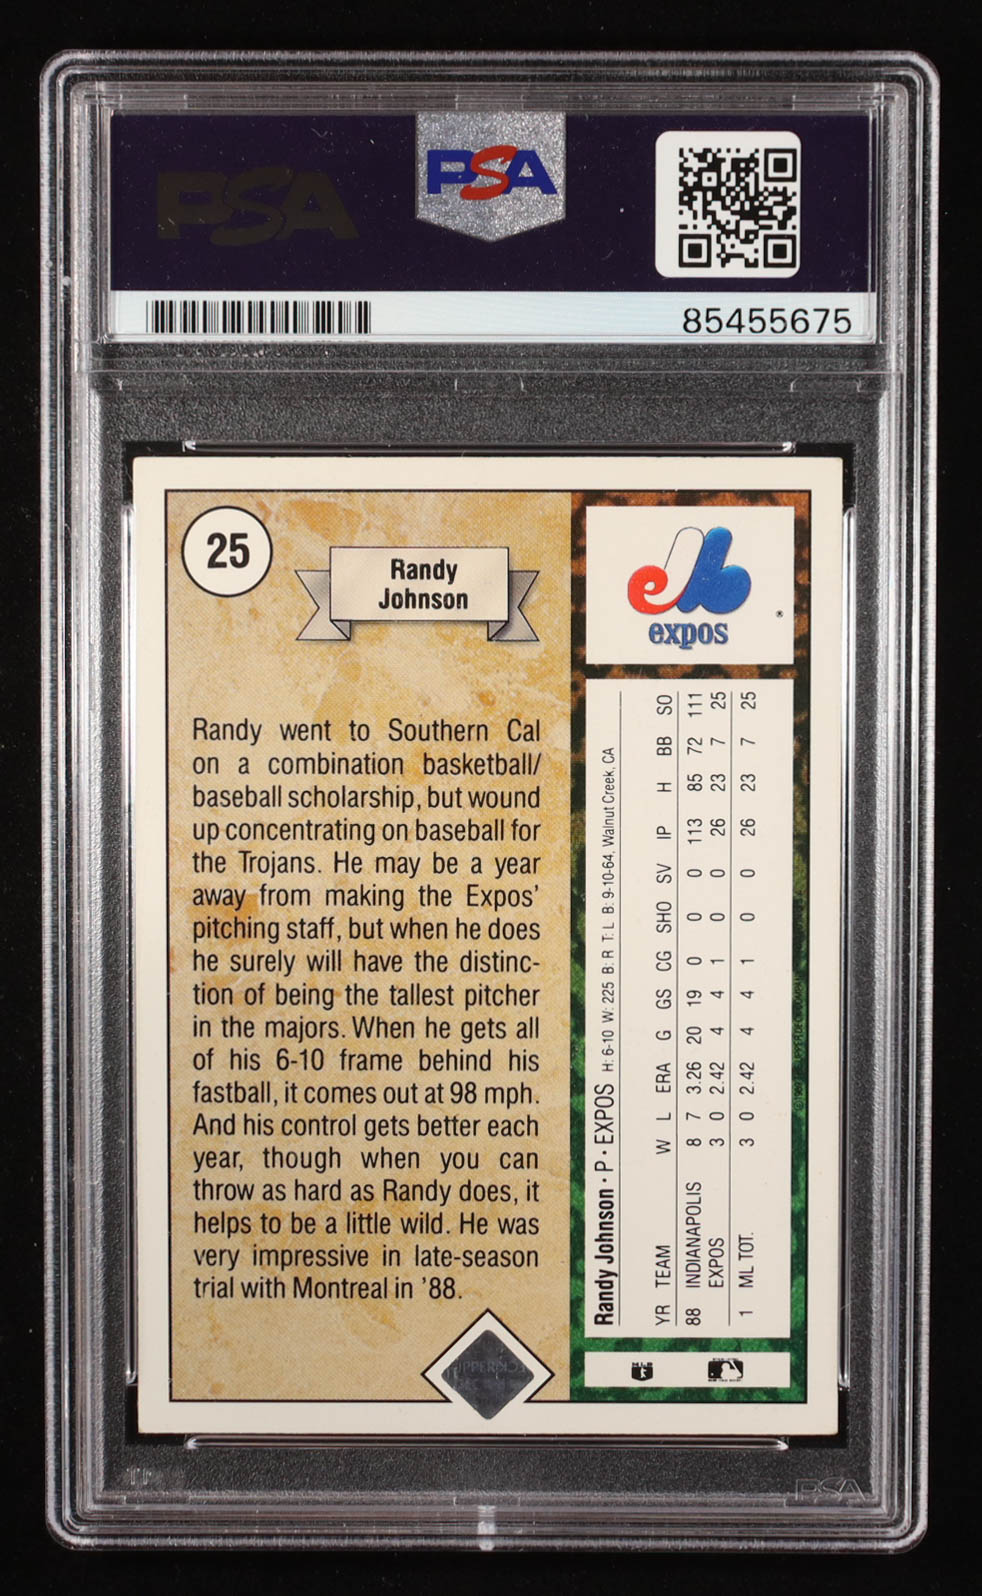 PSA
PSA
85455675
25
Randy
Johnson
expos
Randy went to Southern Cal
on a combination basketball/
baseball scholarship, but wound
up concentrating on baseball for
the Trojans. He may be a year
away from making the Expos'
pitching staff, but when he does
he surely will have the distinc-
tion of being the tallest pitcher
in the majors. When he gets all
of his 6-10 frame behind his
fastball, it comes out at 98 mph.
And his control gets better each
year, though when you can
throw as hard as Randy does, it
helps to be a little wild. He was
very impressive in late-season
trial with Montreal in '88.
Randy Johnson · P · EXPOS H: 6-10 W: 225 B: R T: L B: 9-10-64, Walnut Creek, CA
YR TEAM W L ERA G GS CG SHO SV IP H BB SO
88 INDIANAPOLIS 8 7 3.26 20 19 0 0 0 113 85 72 111
EXPOS 3 0 2.42 4 4 1 0 0 26 23 7 25
1 ML TOT. 3 0 2.42 4 4 1 0 0 26 23 7 25
PSA